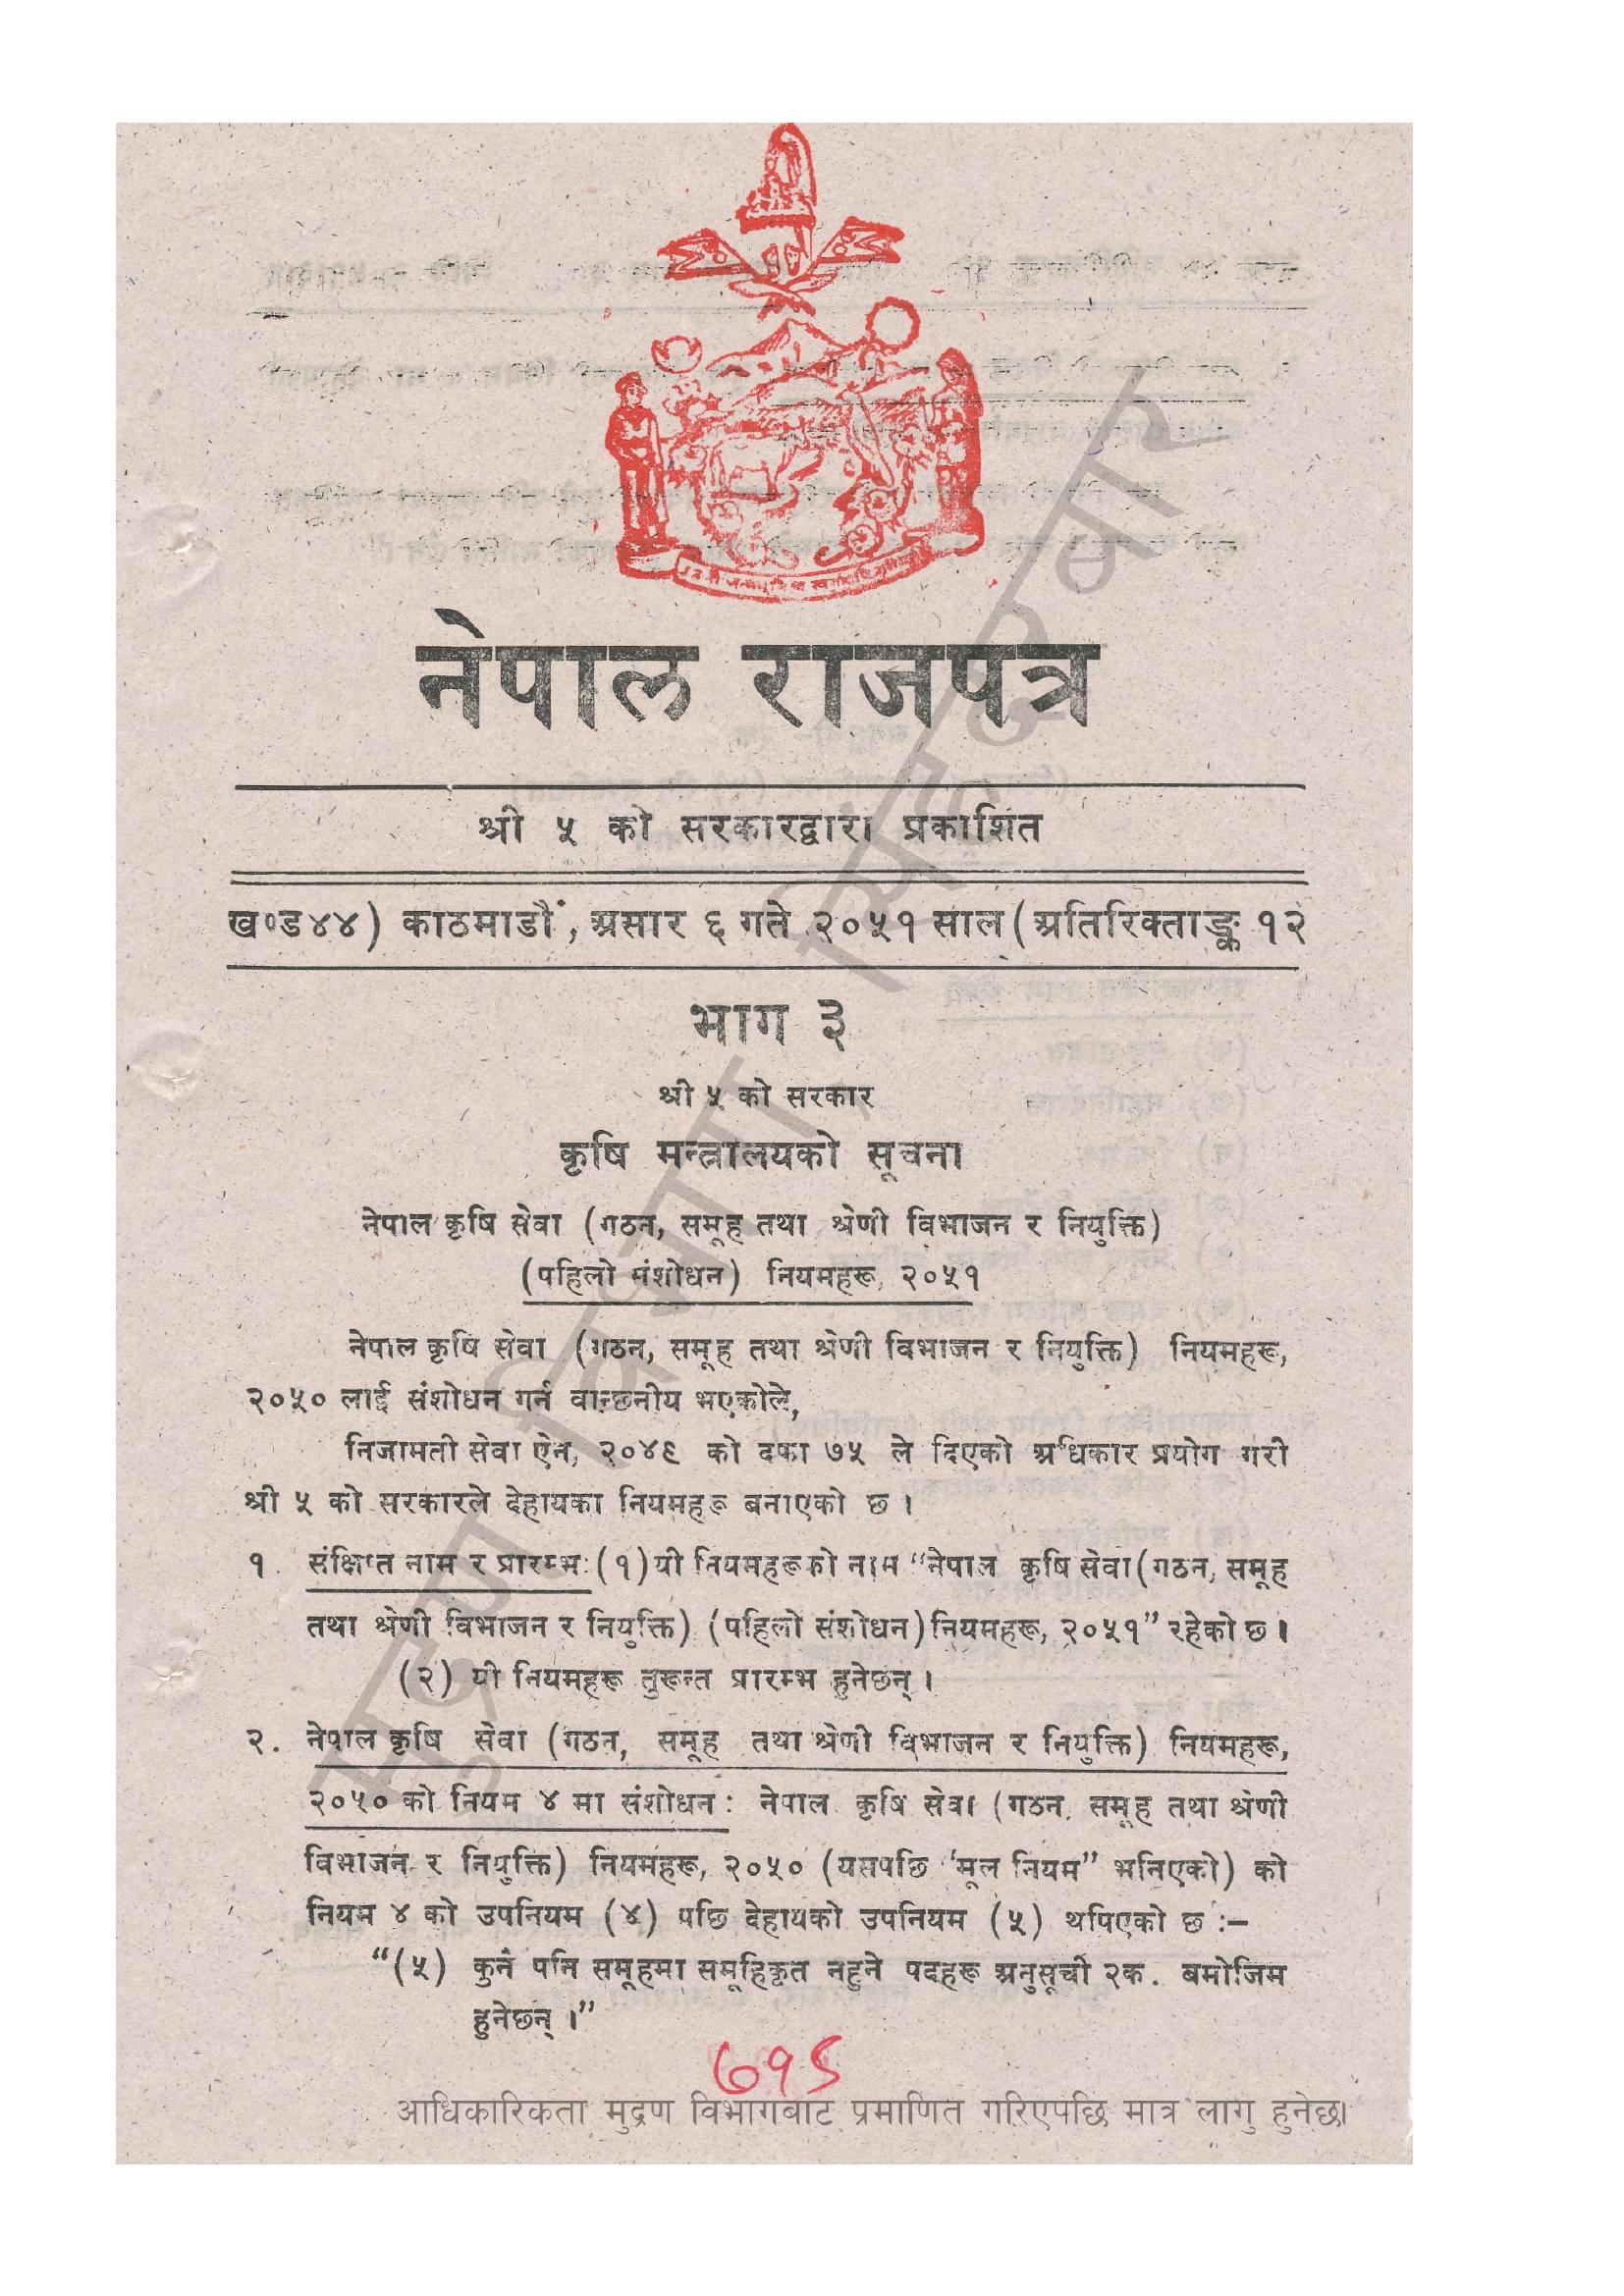 नेपाल राजपत्र
श्री ५ को सरकारद्वारा प्रकाशित
खण्ड४४) काठमाडौं, असार ६ गते २०५१ साल (अतिरिक्ताङ्क १२
भाग ३
श्री ५ को सरकार
कृषि मन्त्रालयको सूचना
नेपाल कृषि सेवा (गठन, समूह तथा श्रेणी विभाजन र नियुक्ति)
(पहिलो संशोधन) नियमहरू, २०५१
नेपाल कृषि सेवा (गठन, समूह तथा श्रेणी विभाजन र नियुक्ति) नियमहरू,
२०५० लाई संशोधन गर्न वान्छनीय भएकोले,
निजामती सेवा ऐन, २०४९ को दफा ७५ ले दिएको अधिकार प्रयोग गरी
श्री ५ को सरकारले देहायका नियमहरू बनाएको छ ।
१. संक्षिप्त नाम र प्रारम्भ: (१) यी नियमहरूको नाम “नेपाल कृषि सेवा (गठन, समूह
तथा श्रेणी विभाजन र नियुक्ति) (पहिलो संशोधन) नियमहरू, २०५१” रहेको छ ।
(२) यी नियमहरू तुरून्त प्रारम्भ हुनेछन् ।
२. नेपाल कृषि सेवा (गठन, समूह तथा श्रेणी विभाजन र नियुक्ति) नियमहरू,
२०५० को नियम ४ मा संशोधन: नेपाल कृषि सेवा (गठन, समूह तथा श्रेणी
विभाजन र नियुक्ति) नियमहरू, २०५० (यसपछि “मूल नियम” भनिएको) को
नियम ४ को उपनियम (४) पछि देहायको उपनियम (५) थपिएको छ :–
“(५) कुनै पनि समूहमा समूहिकृत नहुने पदहरू अनुसूची २क. बमोजिम
हुनेछन् ।”
७१८
आधिकारिकता मुद्रण विभागबाट प्रमाणित गरिएपछि मात्र लागु हुनेछ।
मुद्रण विभाग, सिंहदरबार